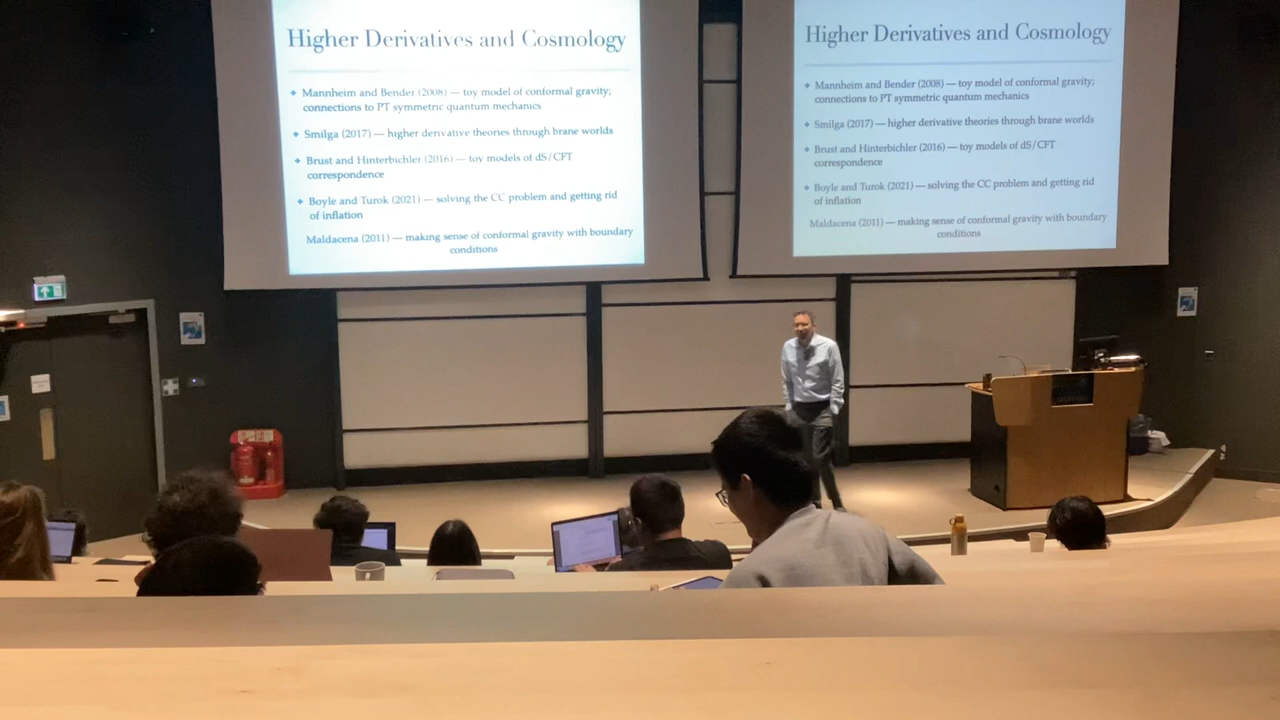 Higher Derivatives and Cosmology
✦ Mannheim and Bender (2008) — toy model of conformal gravity;
connections to PT symmetric quantum mechanics
✦ Smilga (2017) — higher derivative theories through brane worlds
✦ Brust and Hinterbichler (2016) — toy models of dS/CFT
correspondence
✦ Boyle and Turok (2021) — solving the CC problem and getting rid
of inflation
Maldacena (2011) — making sense of conformal gravity with boundary
conditions
Higher Derivatives and Cosmology
✦ Mannheim and Bender (2008) — toy model of conformal gravity;
connections to PT symmetric quantum mechanics
✦ Smilga (2017) — higher derivative theories through brane worlds
✦ Brust and Hinterbichler (2016) — toy models of dS/CFT
correspondence
✦ Boyle and Turok (2021) — solving the CC problem and getting rid
of inflation
Maldacena (2011) — making sense of conformal gravity with boundary
conditions